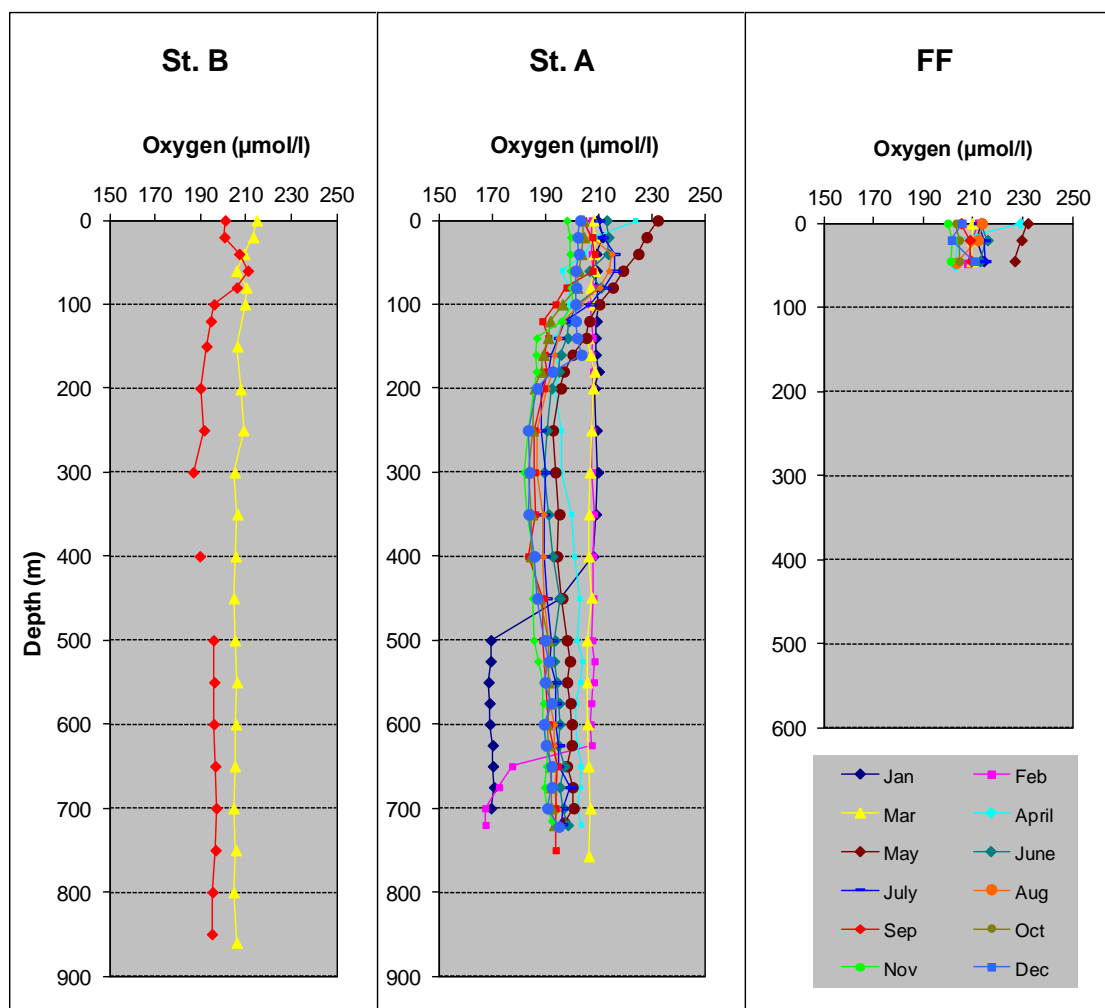 St. B
St. A
FF
Oxygen (µmol/l)
Oxygen (µmol/l)
Oxygen (µmol/l)
150 170 190 210 230 250
150 170 190 210 230 250
150 170 190 210 230 250
Depth (m)
0
100
200
300
400
500
600
700
800
900
0
100
200
300
400
500
600
700
800
900
0
100
200
300
400
500
600
Jan Feb
Mar April
May June
July Aug
Sep Oct
Nov Dec